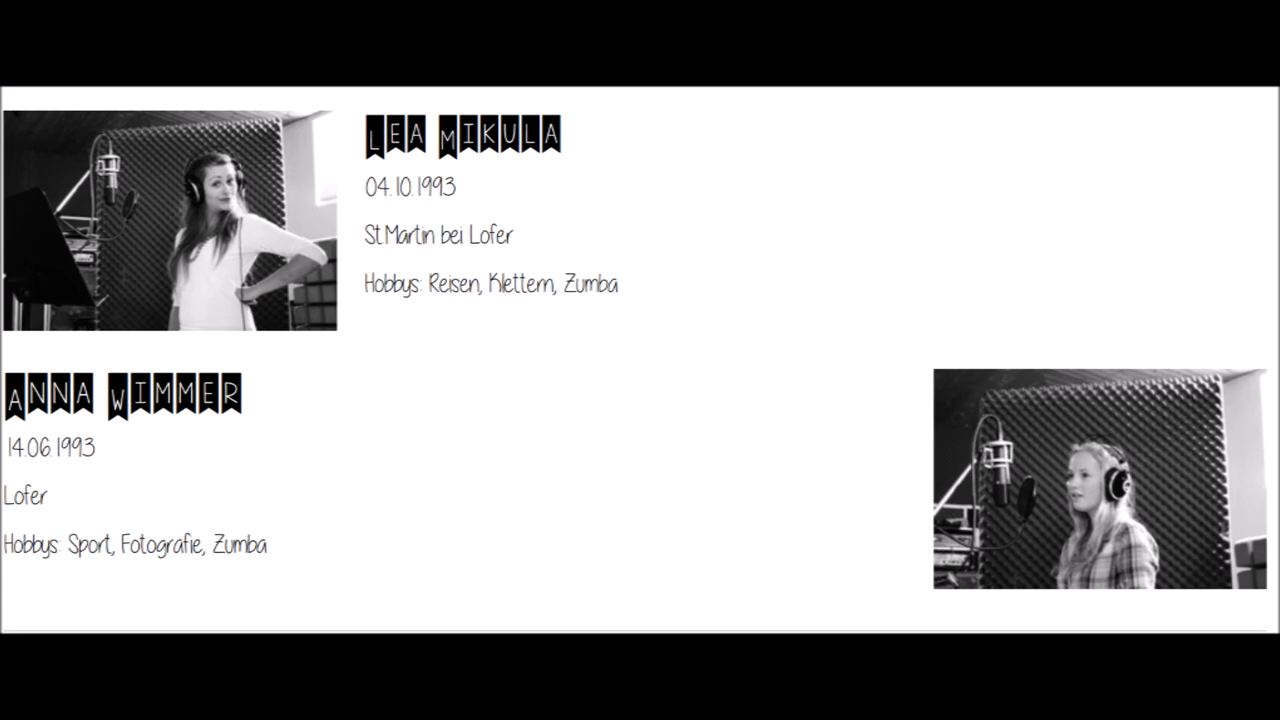 LEA MIKULA
04.10.1993
St.Martin bei Lofer
Hobbys: Reisen, Klettern, Zumba
ANNA WIMMER
14.06.1993
Lofer
Hobbys: Sport, Fotografie, Zumba